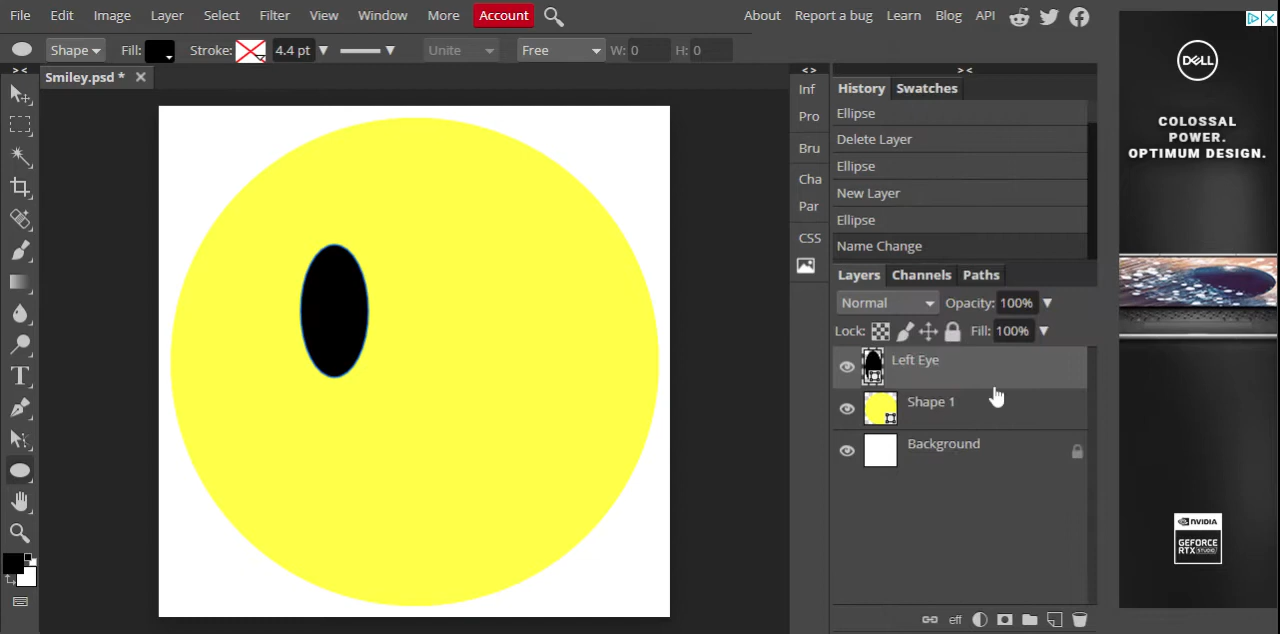 File Edit Image Layer Select Filter View Window More Account About Report a bug Learn Blog API
Shape Fill: Stroke: 4.4 pt Unite Free W: 0 H: 0
Smiley.psd *
Inf
Pro
Bru
Cha
Par
CSS
History Swatches
Ellipse
Delete Layer
Ellipse
New Layer
Ellipse
Name Change
Layers Channels Paths
Normal Opacity: 100%
Lock: Fill: 100%
Left Eye
Shape 1
Background
eff
DELL
COLOSSAL
POWER.
OPTIMUM DESIGN.
NVIDIA
GEFORCE
RTX STUDIO